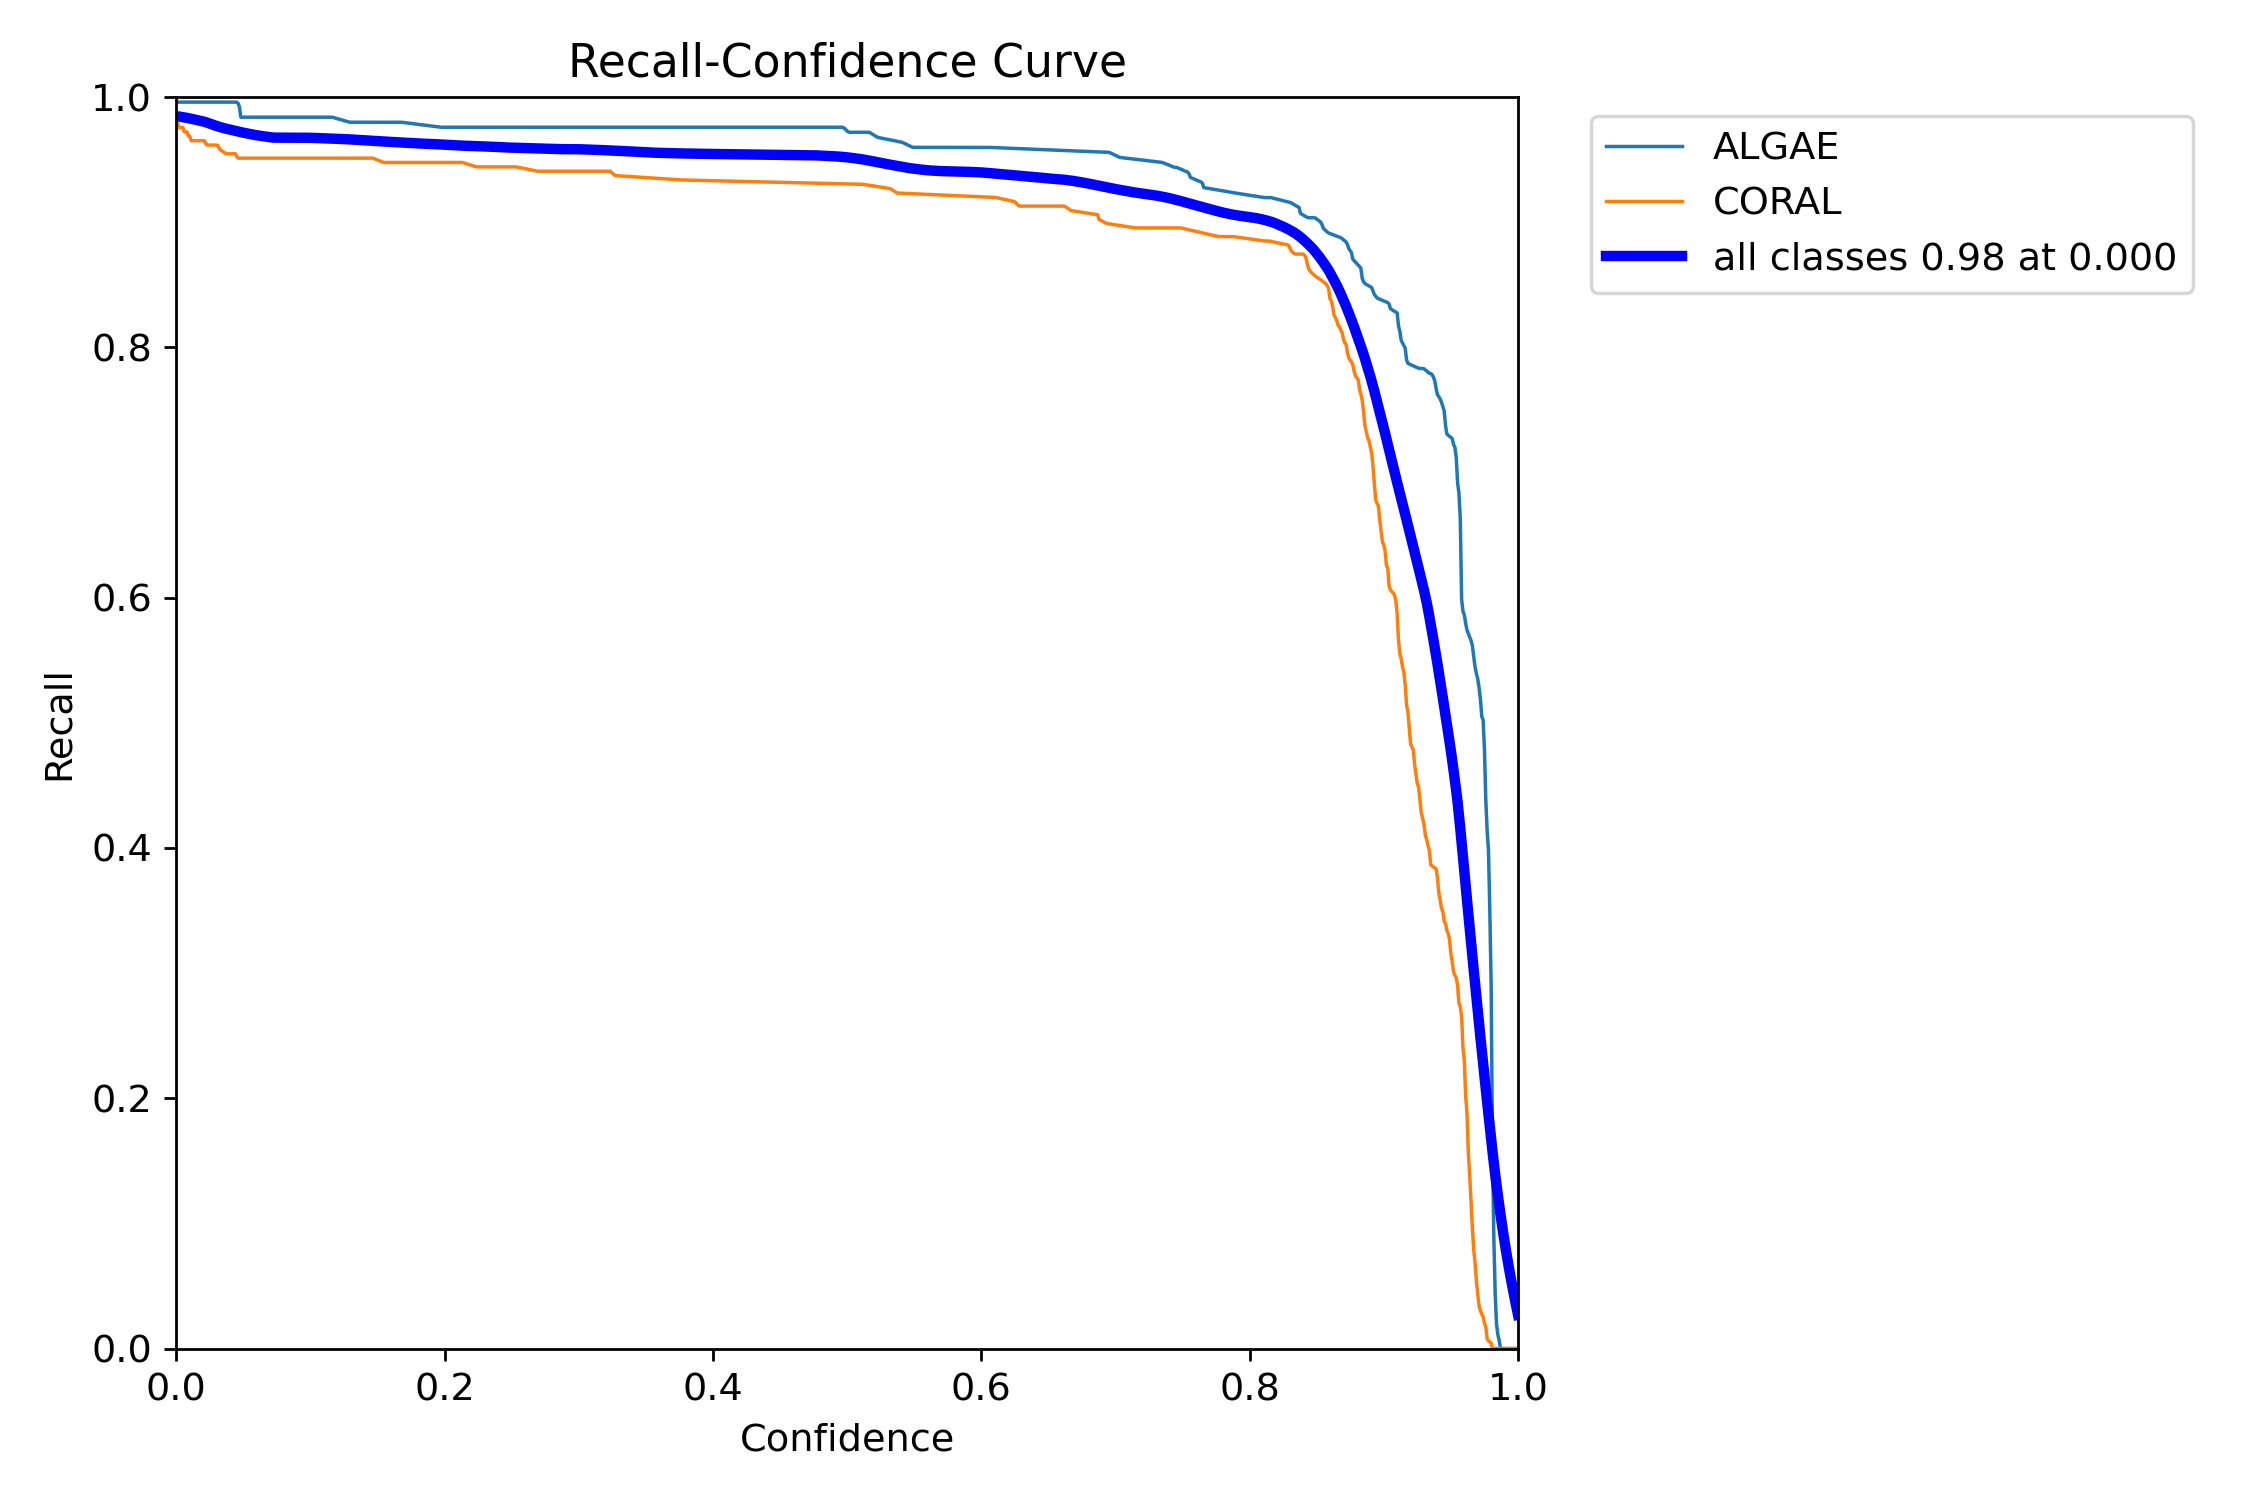 Recall-Confidence Curve
1.0
0.8
0.6
0.4
0.2
0.0
Recall
0.0 0.2 0.4 0.6 0.8 1.0
Confidence
ALGAE
CORAL
all classes 0.98 at 0.000